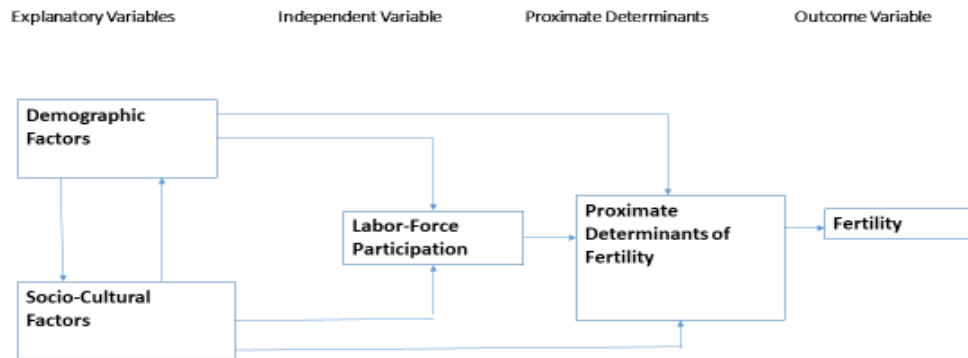 Explanatory Variables
Independent Variable
Proximate Determinants
Outcome Variable
Demographic
Factors
Labor-Force
Participation
Proximate
Determinants of
Fertility
Fertility
Socio-Cultural
Factors